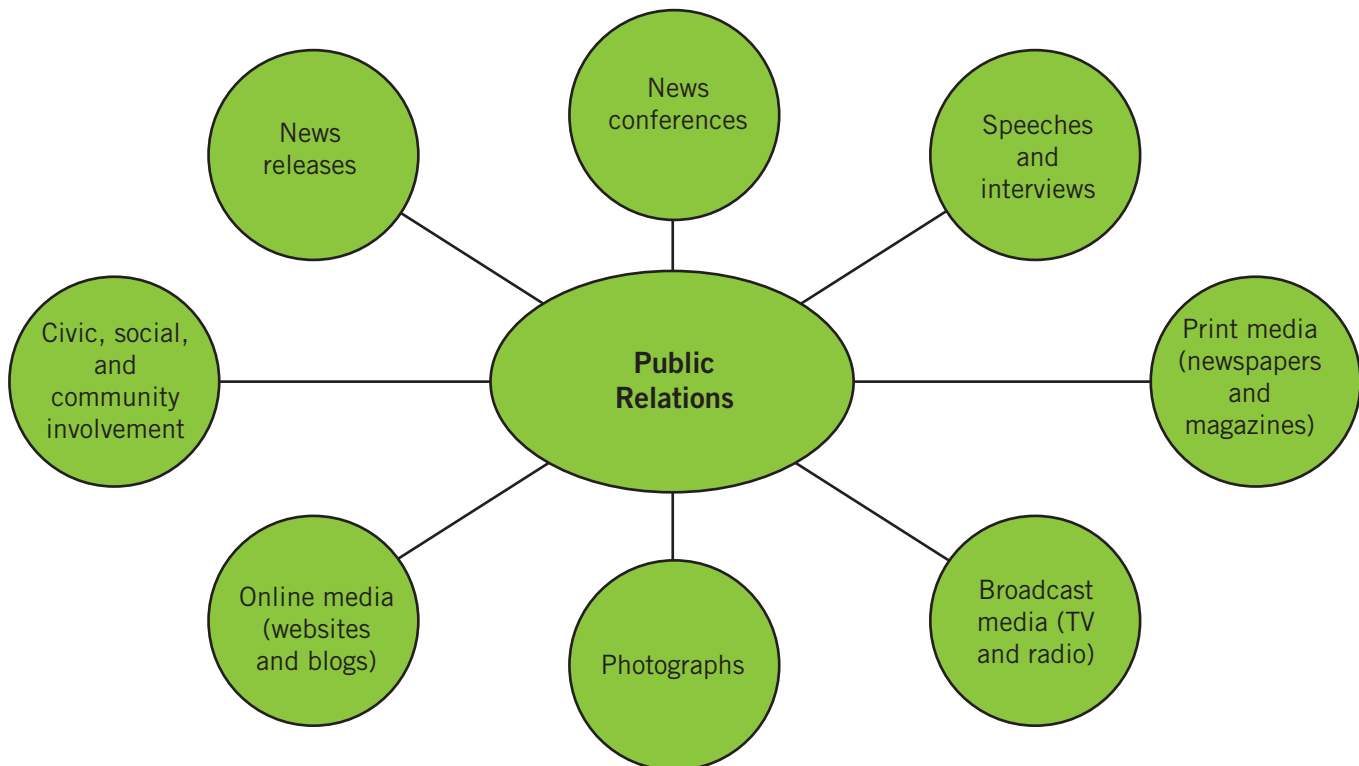 News
conferences
News
releases
Speeches
and
interviews
Civic, social,
and
community
involvement
Public
Relations
Print media
(newspapers
and
magazines)
Online media
(websites
and blogs)
Photographs
Broadcast
media (TV
and radio)